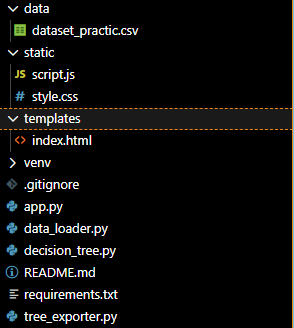 data
dataset_practic.csv
static
JS script.js
# style.css
templates
<> index.html
venv
.gitignore
app.py
data_loader.py
decision_tree.py
README.md
requirements.txt
tree_exporter.py